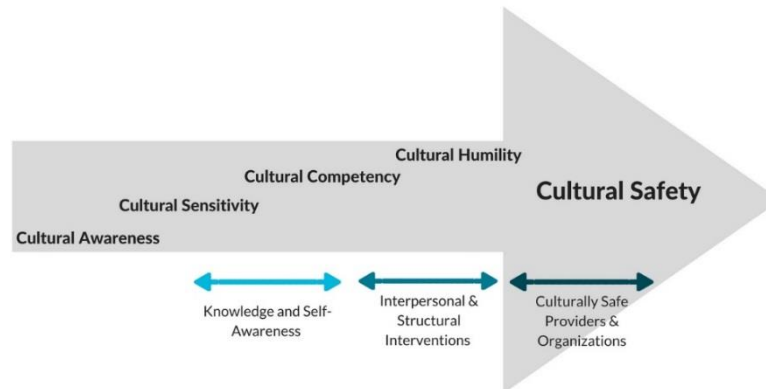 Cultural Humility
Cultural Competency
Cultural Safety
Cultural Sensitivity
Cultural Awareness
Knowledge and Self-
Awareness
Interpersonal &
Structural
Interventions
Culturally Safe
Providers &
Organizations